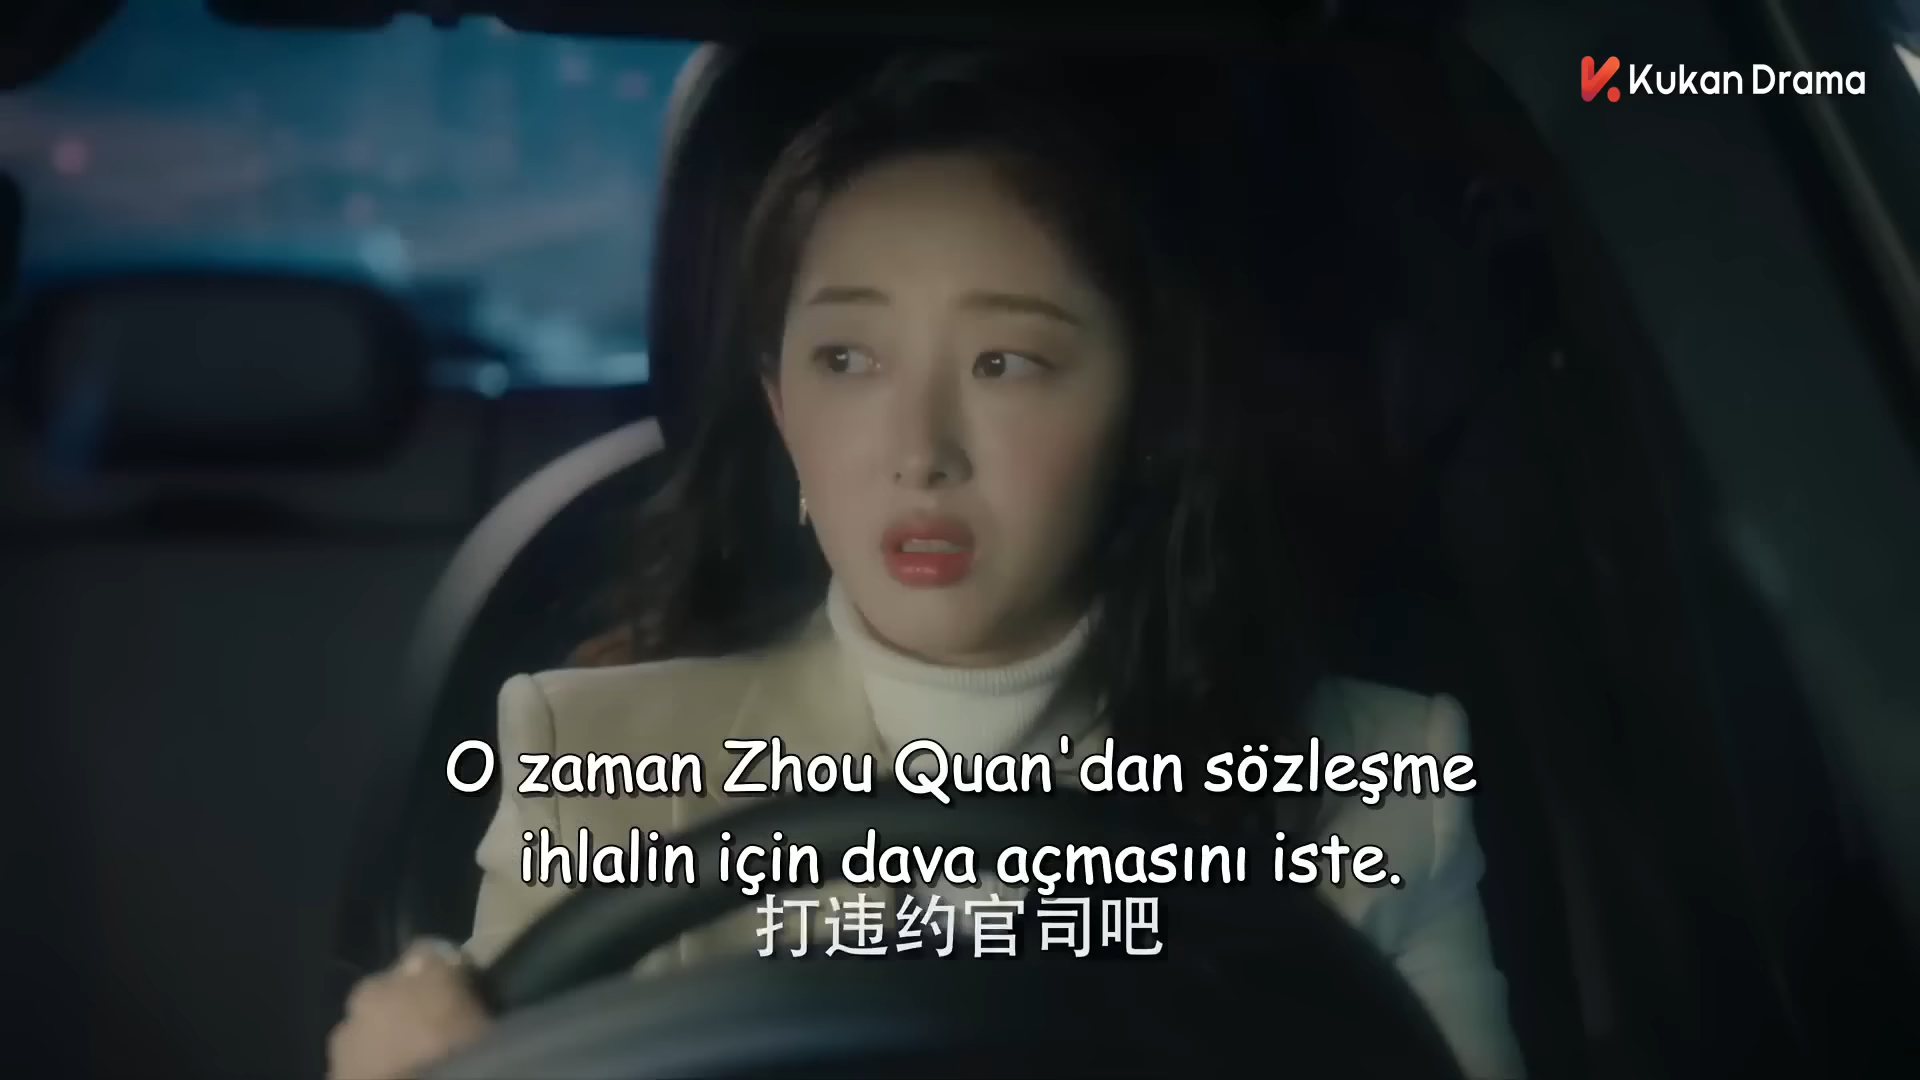 Kukan Drama
O zaman Zhou Quan'dan sözleşme
ihlalin için dava açmasını iste.
打违约官司吧